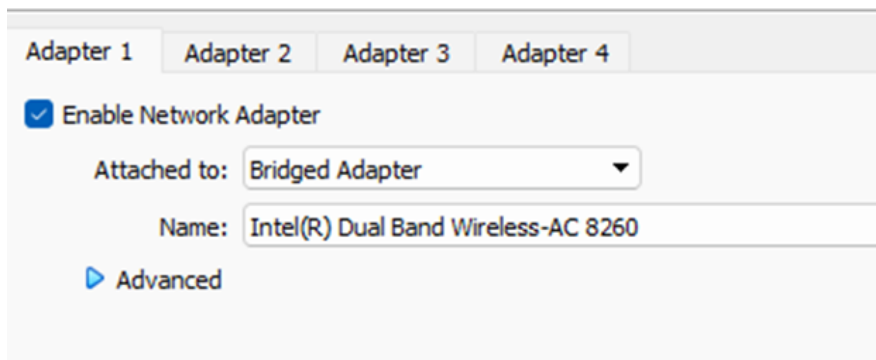 Adapter 1 Adapter 2 Adapter 3 Adapter 4
Enable Network Adapter
Attached to: Bridged Adapter
Name: Intel(R) Dual Band Wireless-AC 8260
Advanced